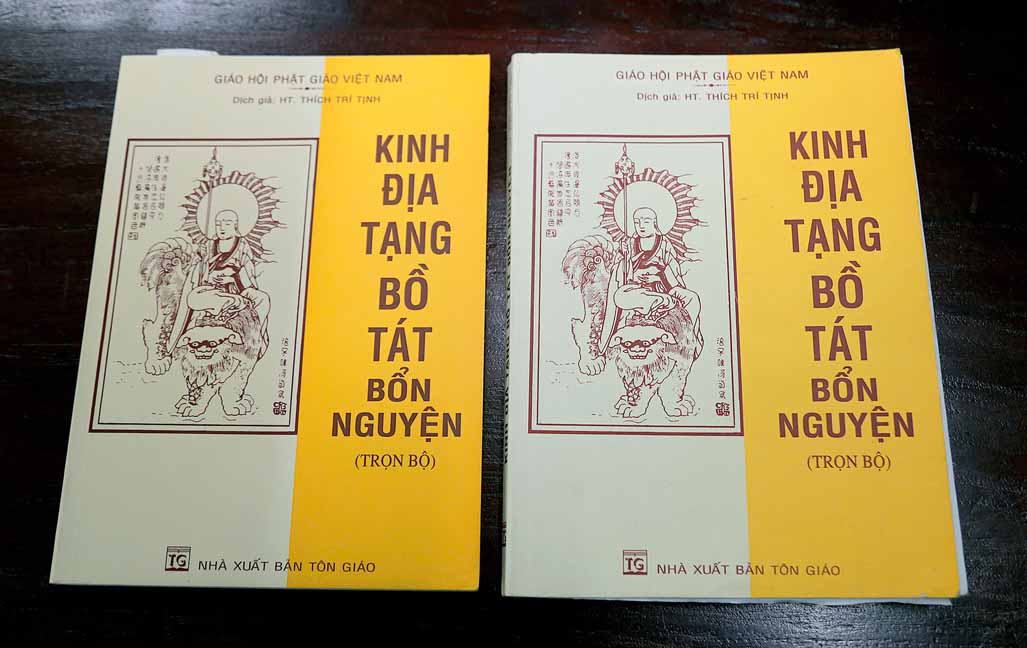 GIÁO HỘI PHẬT GIÁO VIỆT NAM
Dịch giả: HT. THÍCH TRÍ TỊNH
KINH
ĐỊA
TẠNG
BỒ
TÁT
BỔN
NGUYỆN
(TRỌN BỘ)
TG NHÀ XUẤT BẢN TÔN GIÁO
GIÁO HỘI PHẬT GIÁO VIỆT NAM
Dịch giả: HT. THÍCH TRÍ TỊNH
KINH
ĐỊA
TẠNG
BỒ
TÁT
BỔN
NGUYỆN
(TRỌN BỘ)
TG NHÀ XUẤT BẢN TÔN GIÁO